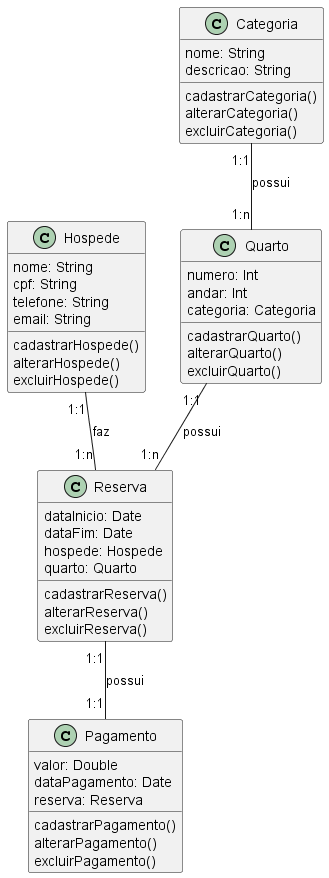 C Categoria
nome: String
descricao: String
cadastrarCategoria()
alterarCategoria()
excluirCategoria()
1:1
possui
1:n
C Hospede
nome: String
cpf: String
telefone: String
email: String
cadastrarHospede()
alterarHospede()
excluirHospede()
C Quarto
numero: Int
andar: Int
categoria: Categoria
cadastrarQuarto()
alterarQuarto()
excluirQuarto()
1:1
faz
1:n
1:1
possui
1:n
C Reserva
dataInicio: Date
dataFim: Date
hospede: Hospede
quarto: Quarto
cadastrarReserva()
alterarReserva()
excluirReserva()
1:1
possui
1:1
C Pagamento
valor: Double
dataPagamento: Date
reserva: Reserva
cadastrarPagamento()
alterarPagamento()
excluirPagamento()